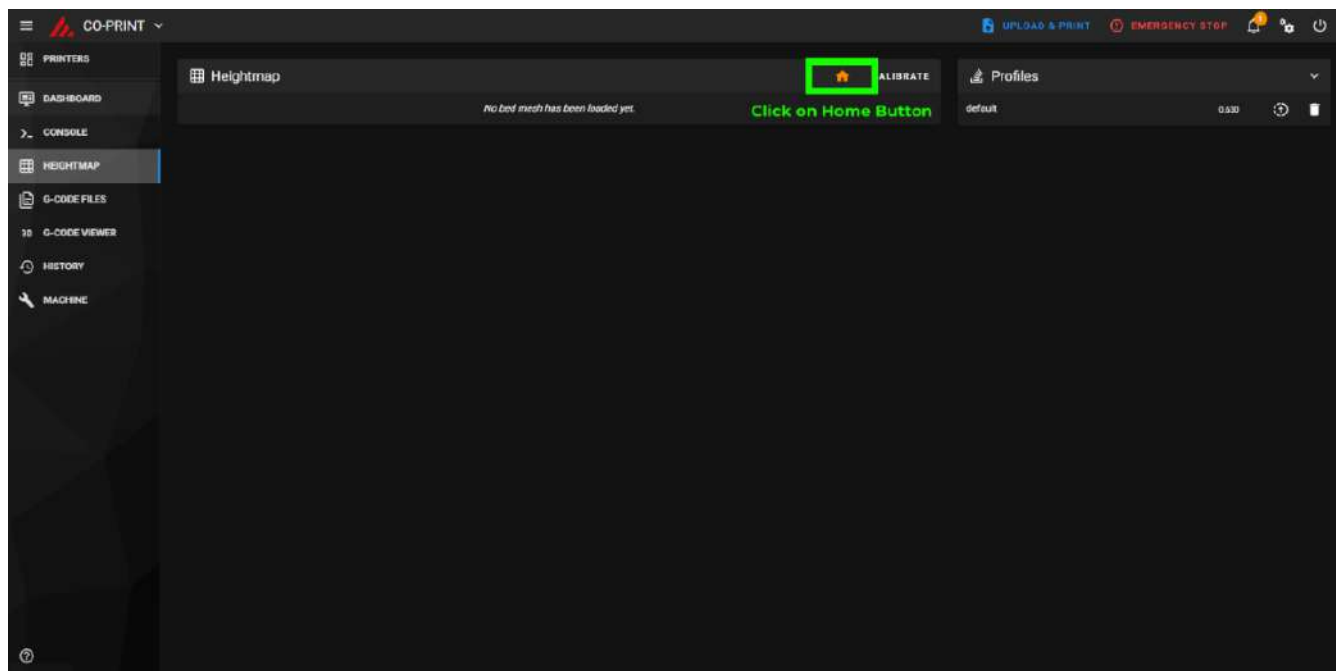 CO-PRINT
UPLOAD & PRINT
EMERGENCY STOP
PRINTERS
DASHBOARD
CONSOLE
HEIGHTMAP
G-CODE FILES
3D G-CODE VIEWER
HISTORY
MACHINE
Heightmap
ALIBRATE
No bed mesh has been loaded yet.
Click on Home Button
Profiles
default 0.630